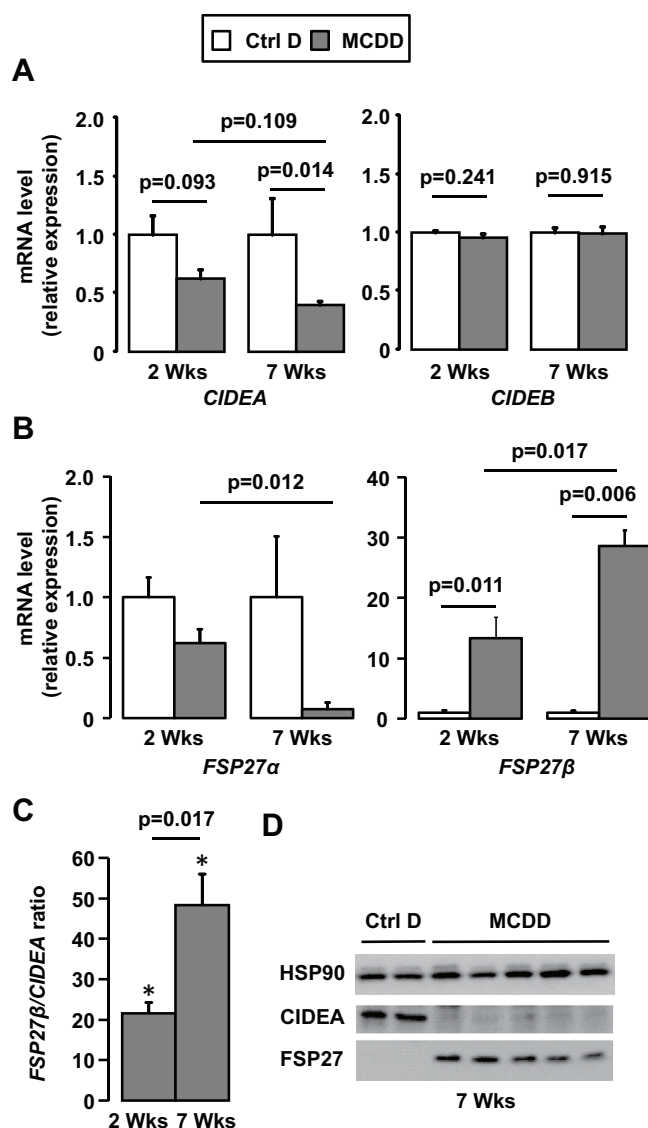 Ctrl D MCDD
A
mRNA level
(relative expression)
2.0
1.5
1.0
0.5
0
p=0.109
p=0.093
p=0.014
2 Wks
7 Wks
CIDEA
2.0
1.5
1.0
0.5
0
p=0.241
p=0.915
2 Wks
7 Wks
CIDEB
B
mRNA level
(relative expression)
2.0
1.5
1.0
0.5
0
p=0.012
2 Wks
7 Wks
FSP27α
40
30
20
10
0
p=0.017
p=0.006
p=0.011
2 Wks
7 Wks
FSP27β
C
FSP27β/CIDEA ratio
p=0.017
60
50
40
30
20
10
0
*
*
2 Wks 7 Wks
D
Ctrl D MCDD
HSP90
CIDEA
FSP27
7 Wks